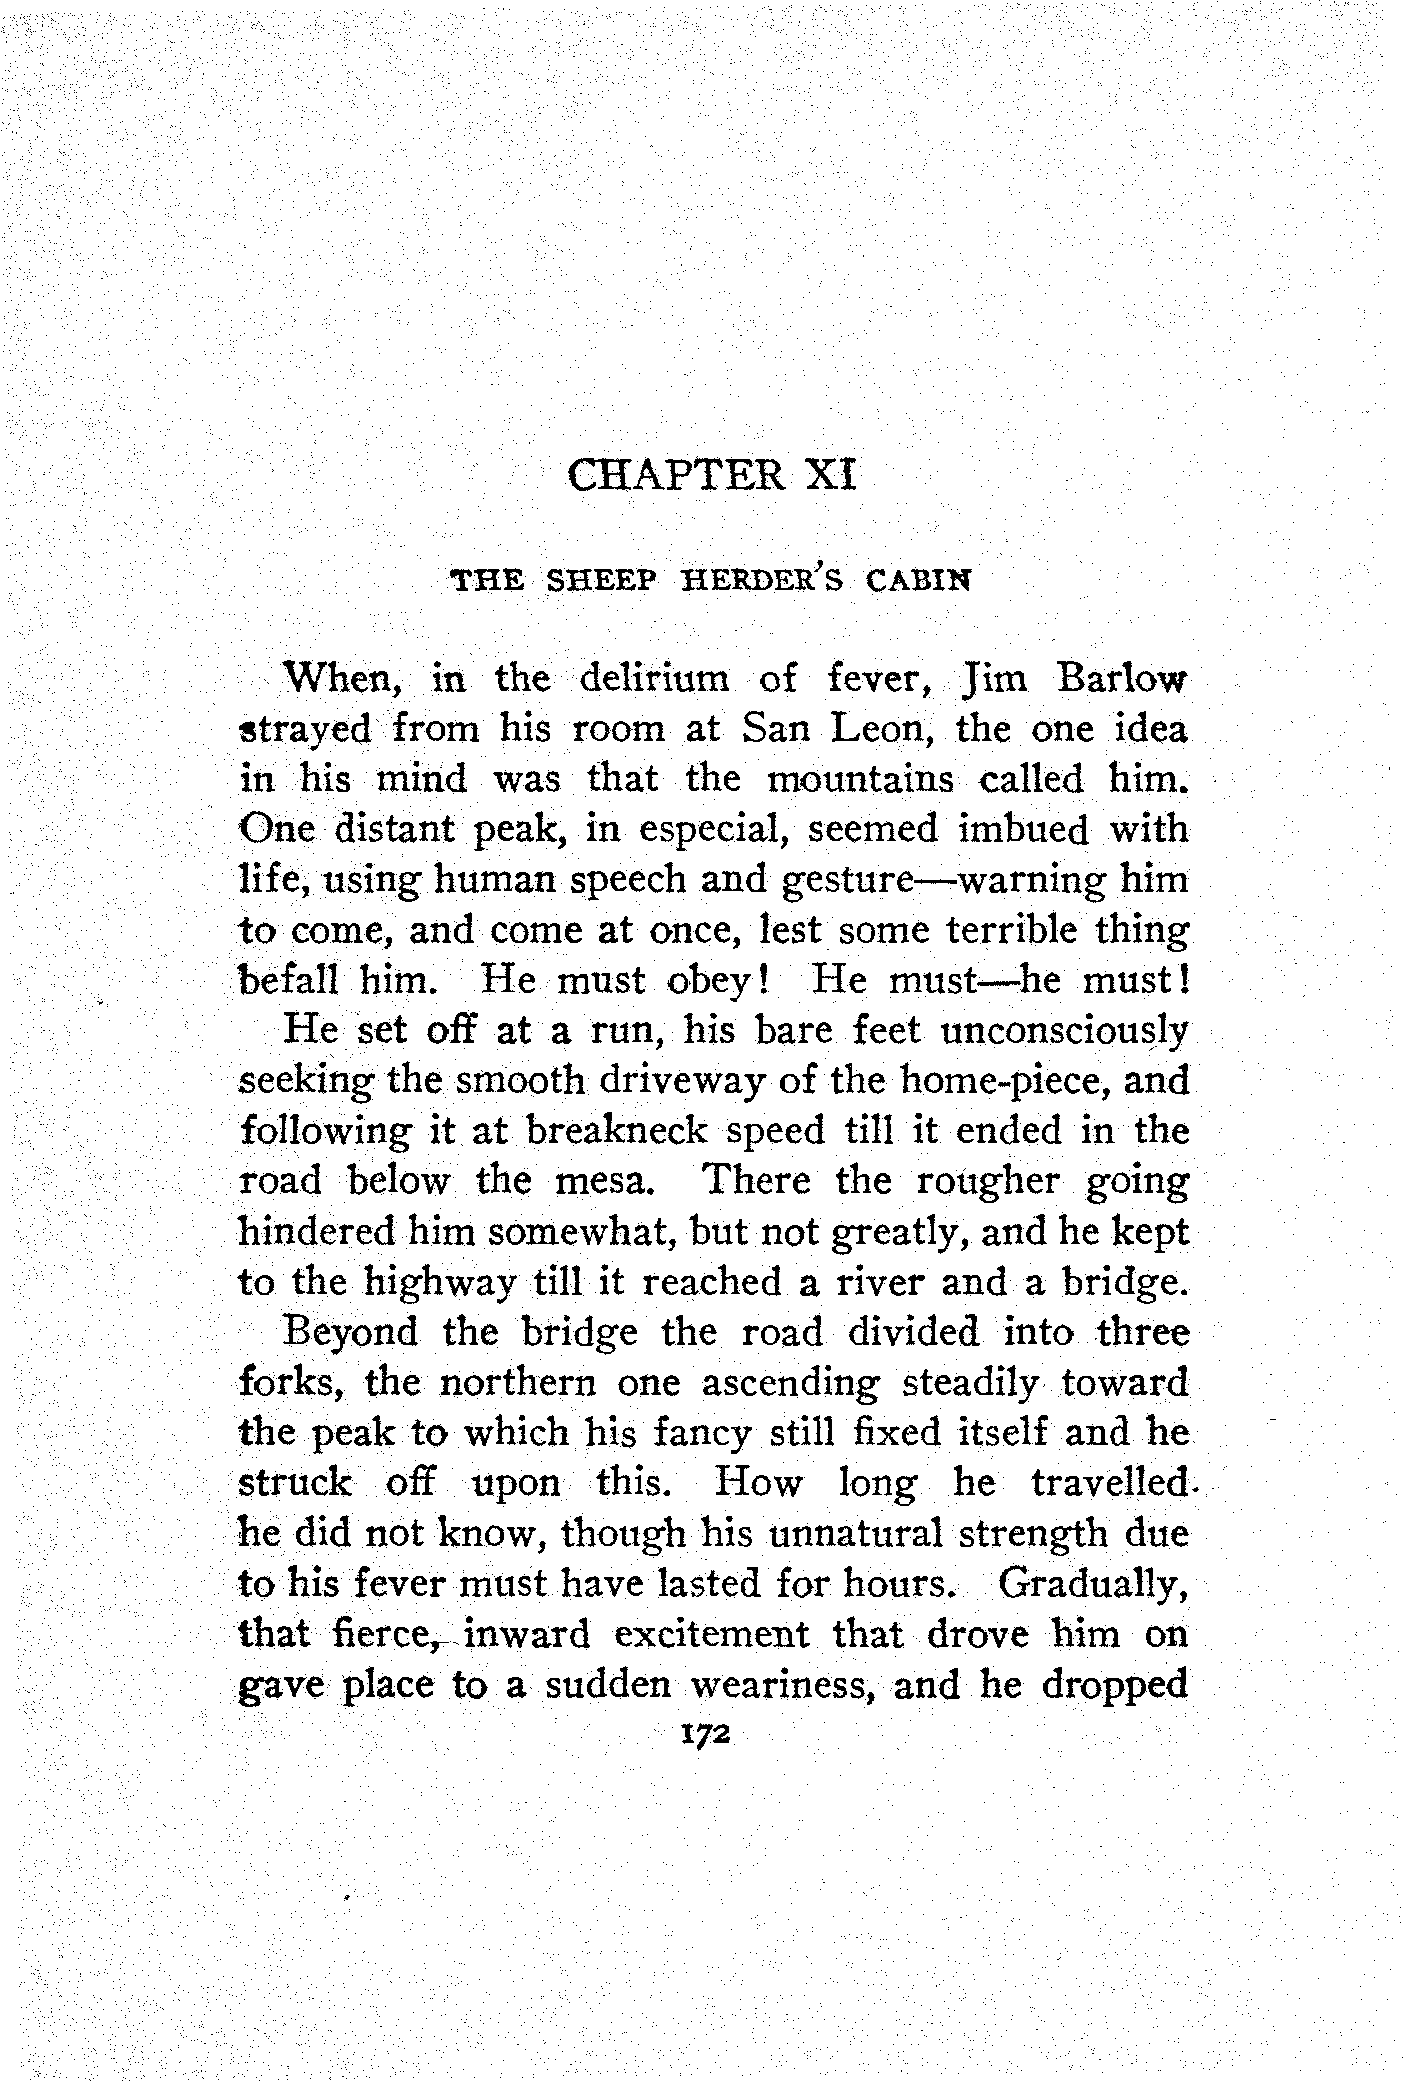 CHAPTER XI
THE SHEEP HERDER'S CABIN
When, in the delirium of fever, Jim Barlow
strayed from his room at San Leon, the one idea
in his mind was that the mountains called him.
One distant peak, in especial, seemed imbued with
life, using human speech and gesture—warning him
to come, and come at once, lest some terrible thing
befall him. He must obey! He must—he must!
He set off at a run, his bare feet unconsciously
seeking the smooth driveway of the home-piece, and
following it at breakneck speed till it ended in the
road below the mesa. There the rougher going
hindered him somewhat, but not greatly, and he kept
to the highway till it reached a river and a bridge.
Beyond the bridge the road divided into three
forks, the northern one ascending steadily toward
the peak to which his fancy still fixed itself and he
struck off upon this. How long he travelled
he did not know, though his unnatural strength due
to his fever must have lasted for hours. Gradually,
that fierce, inward excitement that drove him on
gave place to a sudden weariness, and he dropped
172